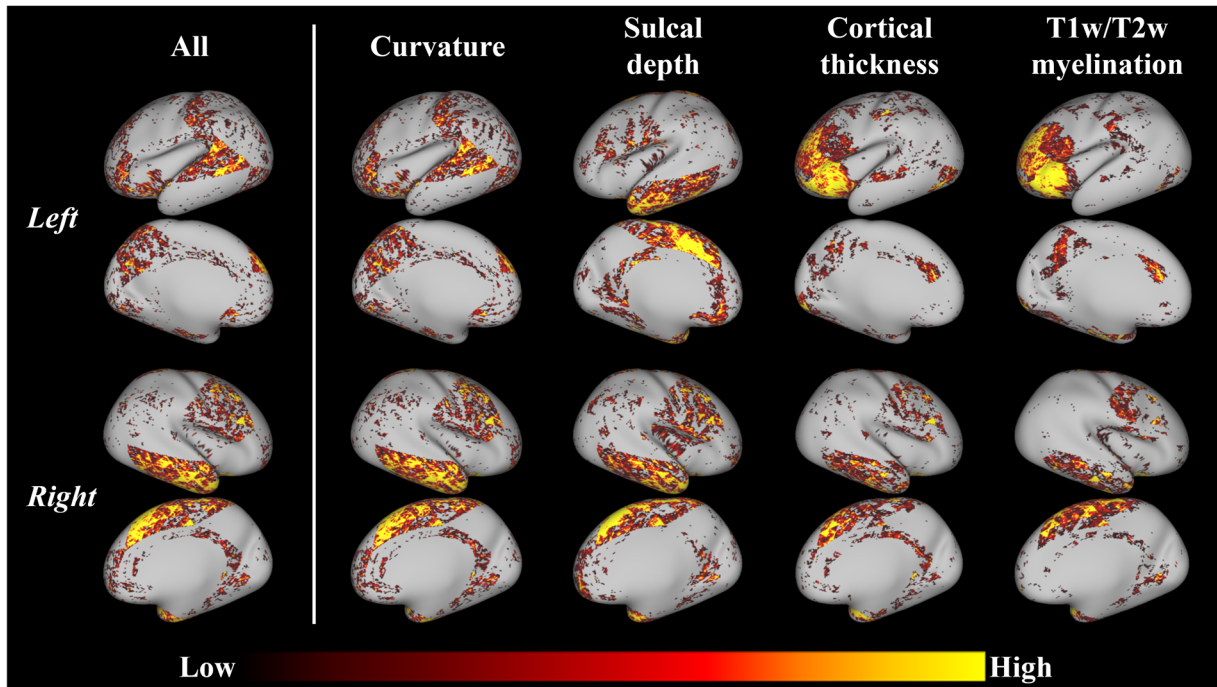 All
Curvature
Sulcal
depth
Cortical
thickness
T1w/T2w
myelination
Left
Right
Low
High